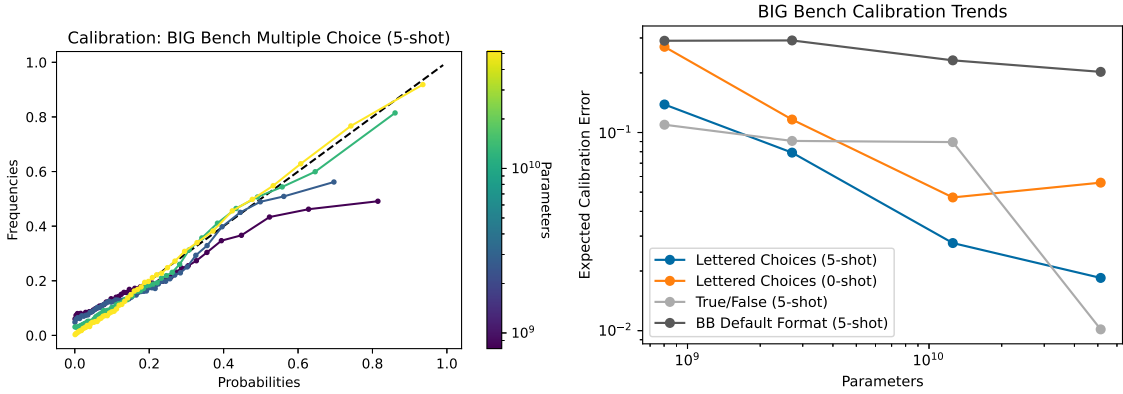 Calibration: BIG Bench Multiple Choice (5-shot)
1.0
0.8
0.6
0.4
0.2
0.0
Frequencies
0.0 0.2 0.4 0.6 0.8 1.0
Probabilities
10¹⁰
10⁹
Parameters
BIG Bench Calibration Trends
10⁻¹
10⁻²
Expected Calibration Error
Lettered Choices (5-shot)
Lettered Choices (0-shot)
True/False (5-shot)
BB Default Format (5-shot)
10⁹ 10¹⁰
Parameters